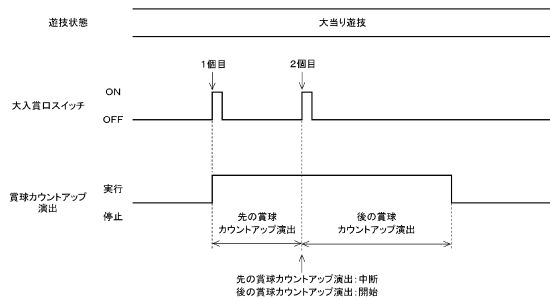 遊技状態
大当り遊技
1個目
2個目
大入賞口スイッチ
ON
OFF
賞球カウントアップ
演出
実行
停止
先の賞球
カウントアップ演出
後の賞球
カウントアップ演出
先の賞球カウントアップ演出:中断
後の賞球カウントアップ演出:開始